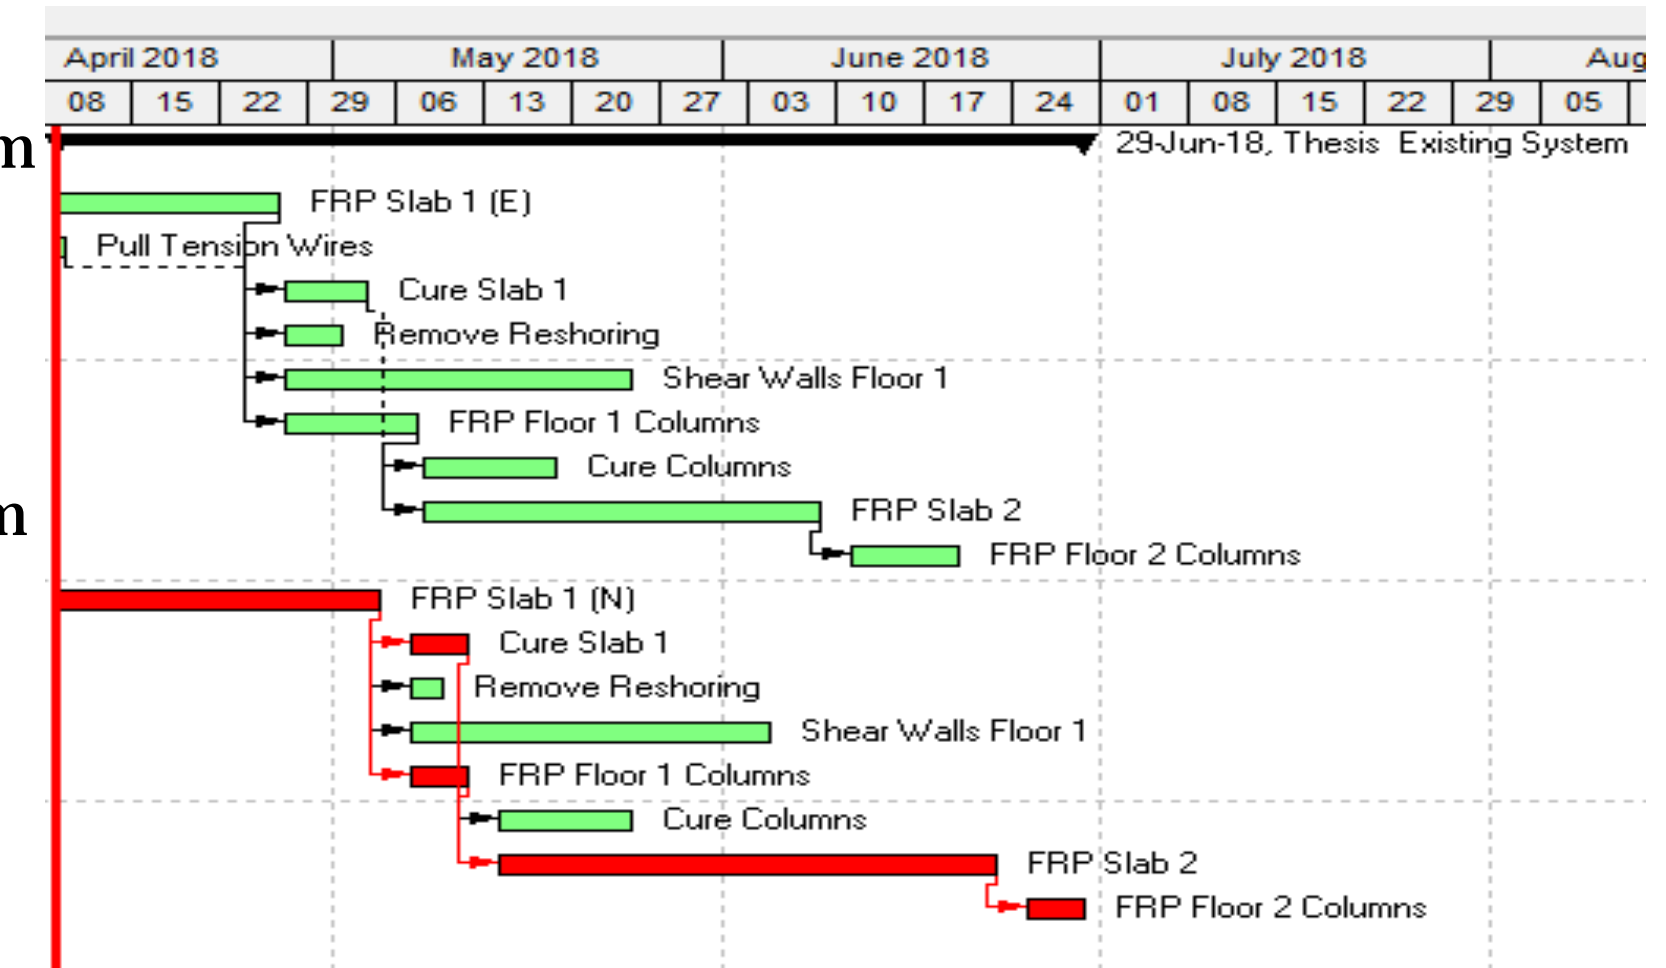 April 2018 May 2018 June 2018 July 2018 Aug
08 15 22 29 06 13 20 27 03 10 17 24 01 08 15 22 29 05
m
29-Jun-18, Thesis Existing System
FRP Slab 1 (E)
Pull Tension Wires
Cure Slab 1
Remove Reshoring
Shear Walls Floor 1
FRP Floor 1 Columns
Cure Columns
m
FRP Slab 2
FRP Floor 2 Columns
FRP Slab 1 (N)
Cure Slab 1
Remove Reshoring
Shear Walls Floor 1
FRP Floor 1 Columns
Cure Columns
FRP Slab 2
FRP Floor 2 Columns